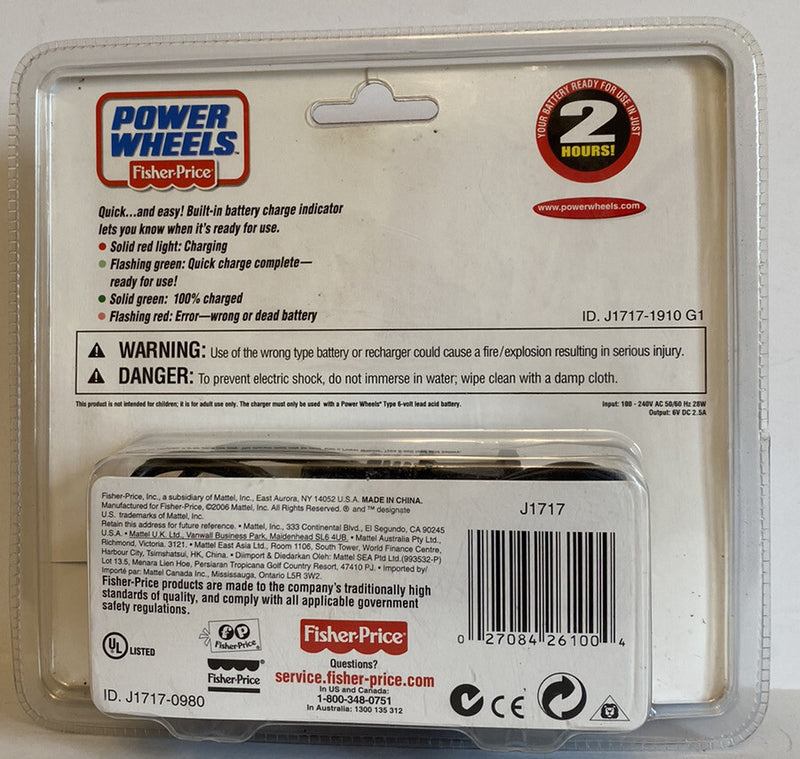 POWER
WHEELS™
Fisher-Price®
YOUR BATTERY READY FOR USE IN JUST
2
HOURS!
www.powerwheels.com
Quick...and easy! Built-in battery charge indicator
lets you know when it's ready for use.
• Solid red light: Charging
• Flashing green: Quick charge complete—
ready for use!
• Solid green: 100% charged
• Flashing red: Error—wrong or dead battery
ID. J1717-1910 G1
WARNING: Use of the wrong type battery or recharger could cause a fire/explosion resulting in serious injury.
DANGER: To prevent electric shock, do not immerse in water; wipe clean with a damp cloth.
This product is not intended for children; it is for adult use only. The charger must only be used with a Power Wheels® Type 6-volt lead acid battery.
Input: 100 - 240V AC 50/60 Hz 28W
Output: 6V DC 2.5A
Fisher-Price, Inc., a subsidiary of Mattel, Inc., East Aurora, NY 14052 U.S.A. MADE IN CHINA.
Manufactured for Fisher-Price, ©2006 Mattel, Inc. All Rights Reserved. ® and ™ designate
U.S. trademarks of Mattel, Inc.
Retain this address for future reference. • Mattel, Inc., 333 Continental Blvd., El Segundo, CA 90245
U.S.A. • Mattel U.K. Ltd., Vanwall Business Park, Maidenhead SL6 4UB. • Mattel Australia Pty Ltd.,
Richmond, Victoria. 3121. • Mattel East Asia Ltd., Room 1106, South Tower, World Finance Centre,
Harbour City, Tsimshatsui, HK, China. • Diimport & Diedarkan Oleh: Mattel SEA Ptd Ltd.(993532-P)
Lot 13.5, Menara Lien Hoe, Persiaran Tropicana Golf Country Resort, 47410 PJ. • Imported by/
Importé par: Mattel Canada Inc., Mississauga, Ontario L5R 3W2.
Fisher-Price products are made to the company's traditionally high
standards of quality, and comply with all applicable government
safety regulations.
J1717
0 27084 26100 4
UL LISTED
FP
Fisher-Price®
Fisher-Price
Fisher-Price®
Questions?
service.fisher-price.com
In US and Canada:
1-800-348-0751
In Australia: 1300 135 312
CE
ID. J1717-0980